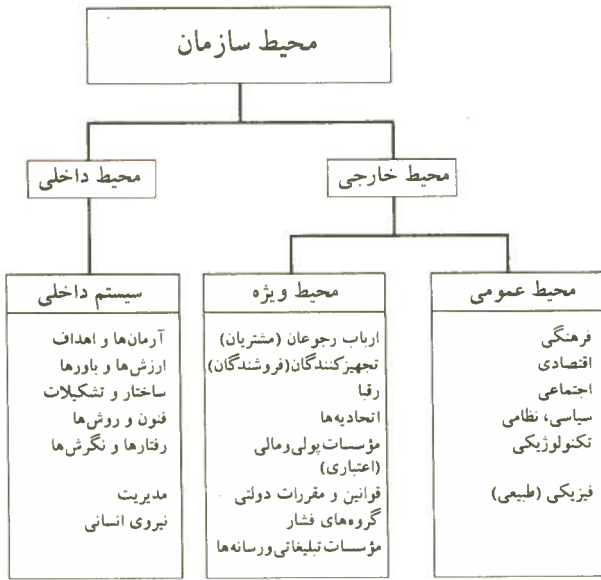 محیط سازمان
محیط خارجی
محیط داخلی
محیط عمومی
فرهنگی
اقتصادی
اجتماعی
سیاسی، نظامی
تکنولوژیکی
فیزیکی (طبیعی)
محیط ویژه
ارباب رجوعان (مشتریان)
تجهیزکنندگان(فروشندگان)
رقبا
اتحادیه‌ها
مؤسسات پولی‌ومالی
(اعتباری)
قوانین و مقررات دولتی
گروه‌های فشار
مؤسسات تبلیغاتی‌ورسانه‌ها
سیستم داخلی
آرمان‌ها و اهداف
ارزش‌ها و باورها
ساختار و تشکیلات
فنون و روش‌ها
رفتارها و نگرش‌ها
مدیریت
نیروی انسانی